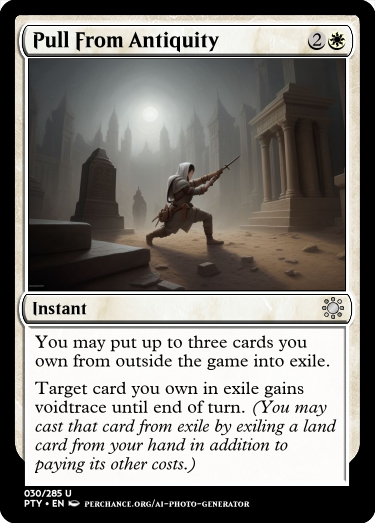 Pull From Antiquity
2
Instant
You may put up to three cards you
own from outside the game into exile.
Target card you own in exile gains
voidtrace until end of turn. (You may
cast that card from exile by exiling a land
card from your hand in addition to
paying its other costs.)
030/285 U
PTY • EN PERCHANCE.ORG/AI-PHOTO-GENERATOR